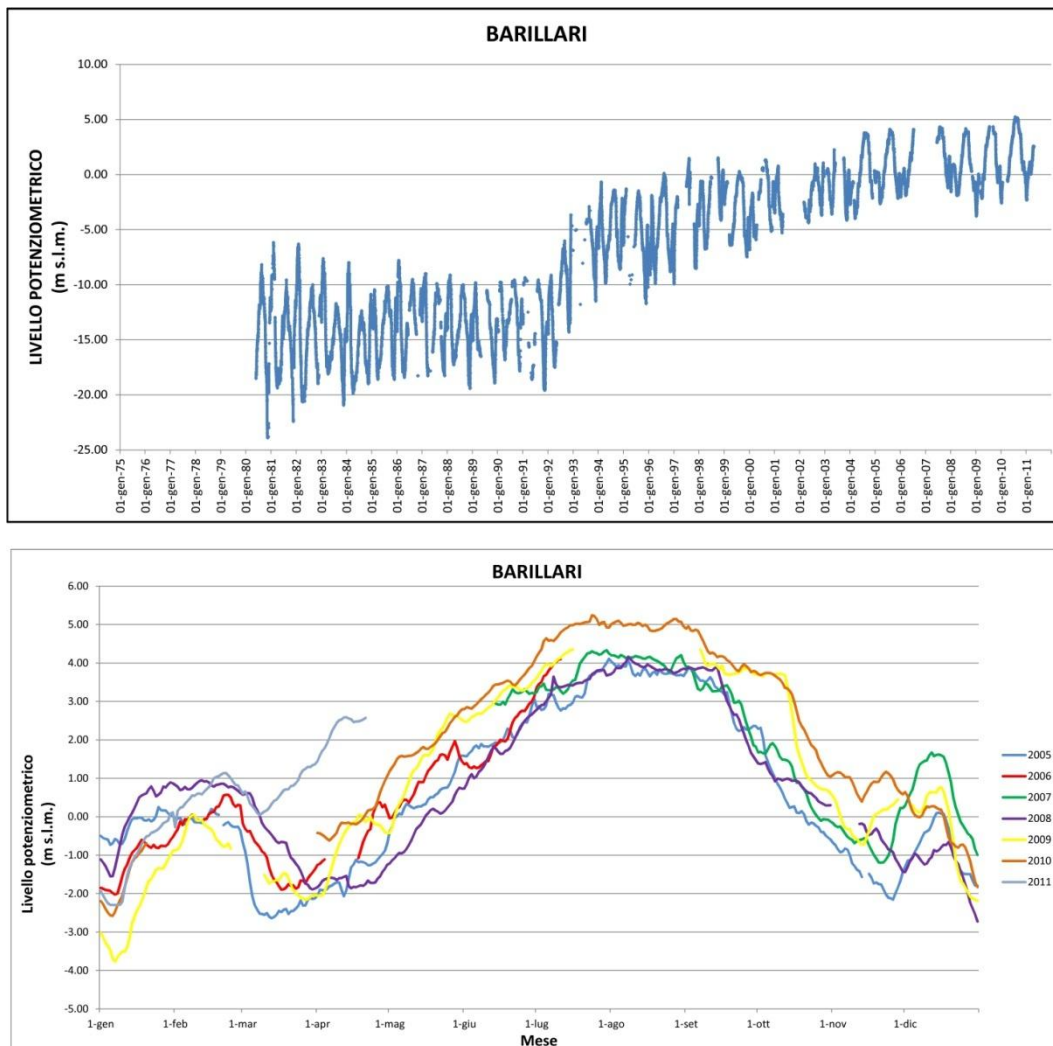 BARILLARI
LIVELLO POTENZIOMETRICO
(m s.l.m.)
10.00
5.00
0.00
-5.00
-10.00
-15.00
-20.00
-25.00
01-gen-75
01-gen-76
01-gen-77
01-gen-78
01-gen-79
01-gen-80
01-gen-81
01-gen-82
01-gen-83
01-gen-84
01-gen-85
01-gen-86
01-gen-87
01-gen-88
01-gen-89
01-gen-90
01-gen-91
01-gen-92
01-gen-93
01-gen-94
01-gen-95
01-gen-96
01-gen-97
01-gen-98
01-gen-99
01-gen-00
01-gen-01
01-gen-02
01-gen-03
01-gen-04
01-gen-05
01-gen-06
01-gen-07
01-gen-08
01-gen-09
01-gen-10
01-gen-11
BARILLARI
Livello potenziometrico
(m s.l.m.)
6.00
5.00
4.00
3.00
2.00
1.00
0.00
-1.00
-2.00
-3.00
-4.00
-5.00
1-gen
1-feb
1-mar
1-apr
1-mag
1-giu
1-lug
1-ago
1-set
1-ott
1-nov
1-dic
Mese
2005
2006
2007
2008
2009
2010
2011